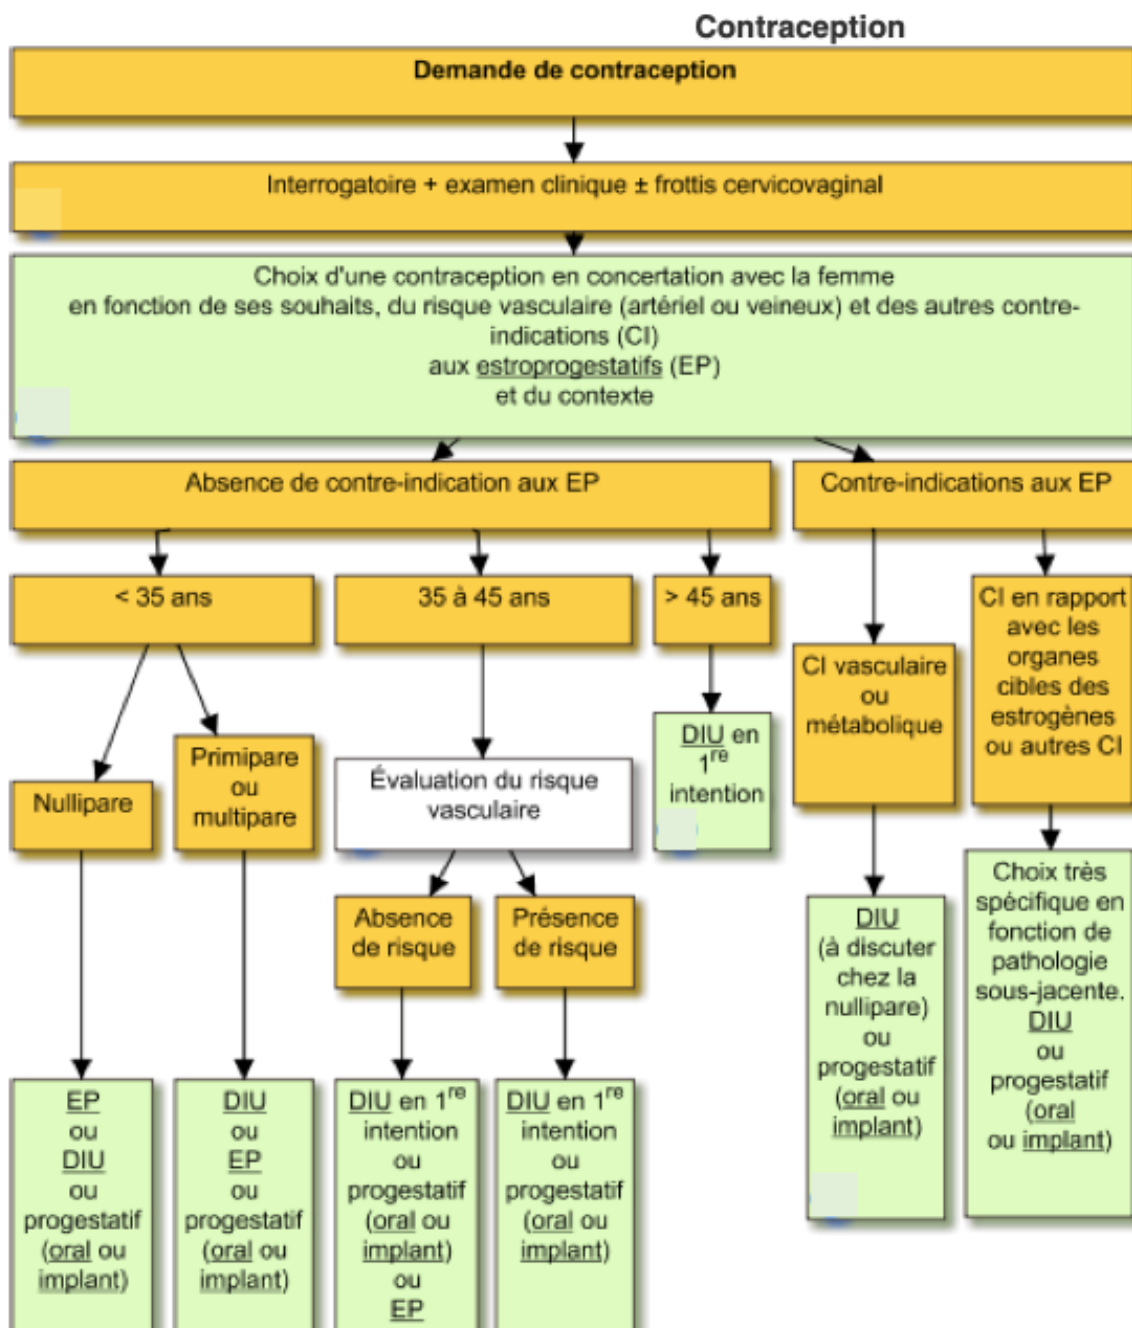 Contraception
Demande de contraception
Interrogatoire + examen clinique ± frottis cervicovaginal
Choix d'une contraception en concertation avec la femme
en fonction de ses souhaits, du risque vasculaire (artériel ou veineux) et des autres contre-
indications (CI)
aux estroprogestatifs (EP)
et du contexte
Absence de contre-indication aux EP
Contre-indications aux EP
< 35 ans
35 à 45 ans
> 45 ans
CI vasculaire
ou
métabolique
CI en rapport
avec les
organes
cibles des
estrogènes
ou autres CI
Nullipare
Primipare
ou
multipare
Évaluation du risque
vasculaire
DIU en
1re
intention
Absence
de risque
Présence
de risque
EP
ou
DIU
ou
progestatif
(oral ou
implant)
DIU
ou
EP
ou
progestatif
(oral ou
implant)
DIU en 1re
intention
ou
progestatif
(oral ou
implant)
ou
EP
DIU en 1re
intention
ou
progestatif
(oral ou
implant)
DIU
(à discuter
chez la
nullipare)
ou
progestatif
(oral ou
implant)
Choix très
spécifique en
fonction de
pathologie
sous-jacente.
DIU
ou
progestatif
(oral
ou implant)